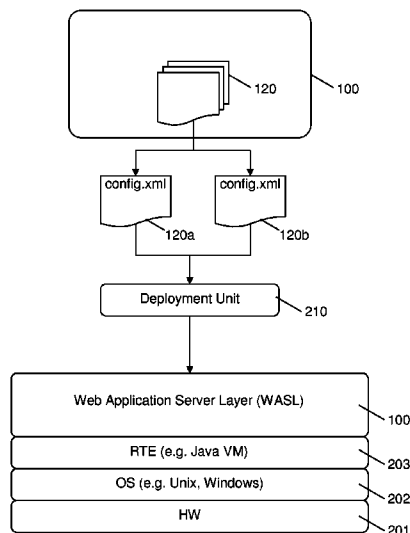 120
100
config.xml
config.xml
120a
120b
Deployment Unit
210
Web Application Server Layer (WASL)
100
RTE (e.g. Java VM)
203
OS (e.g. Unix, Windows)
202
HW
201